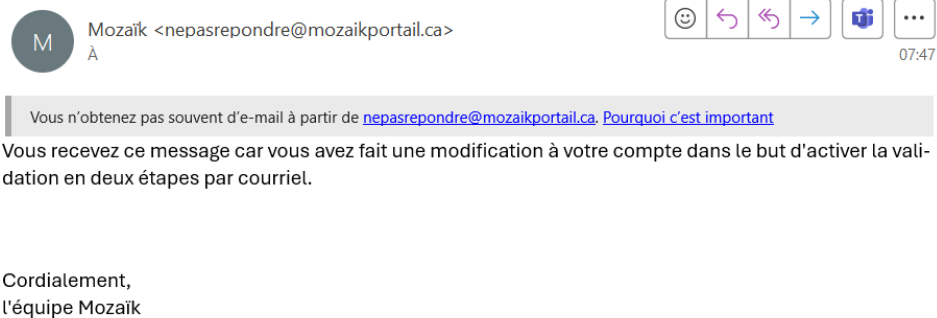 M
Mozaïk <nepasrepondre@mozaikportail.ca>
À
07:47
Vous n'obtenez pas souvent d'e-mail à partir de nepasrepondre@mozaikportail.ca. Pourquoi c'est important
Vous recevez ce message car vous avez fait une modification à votre compte dans le but d'activer la vali-
dation en deux étapes par courriel.
Cordialement,
l'équipe Mozaïk